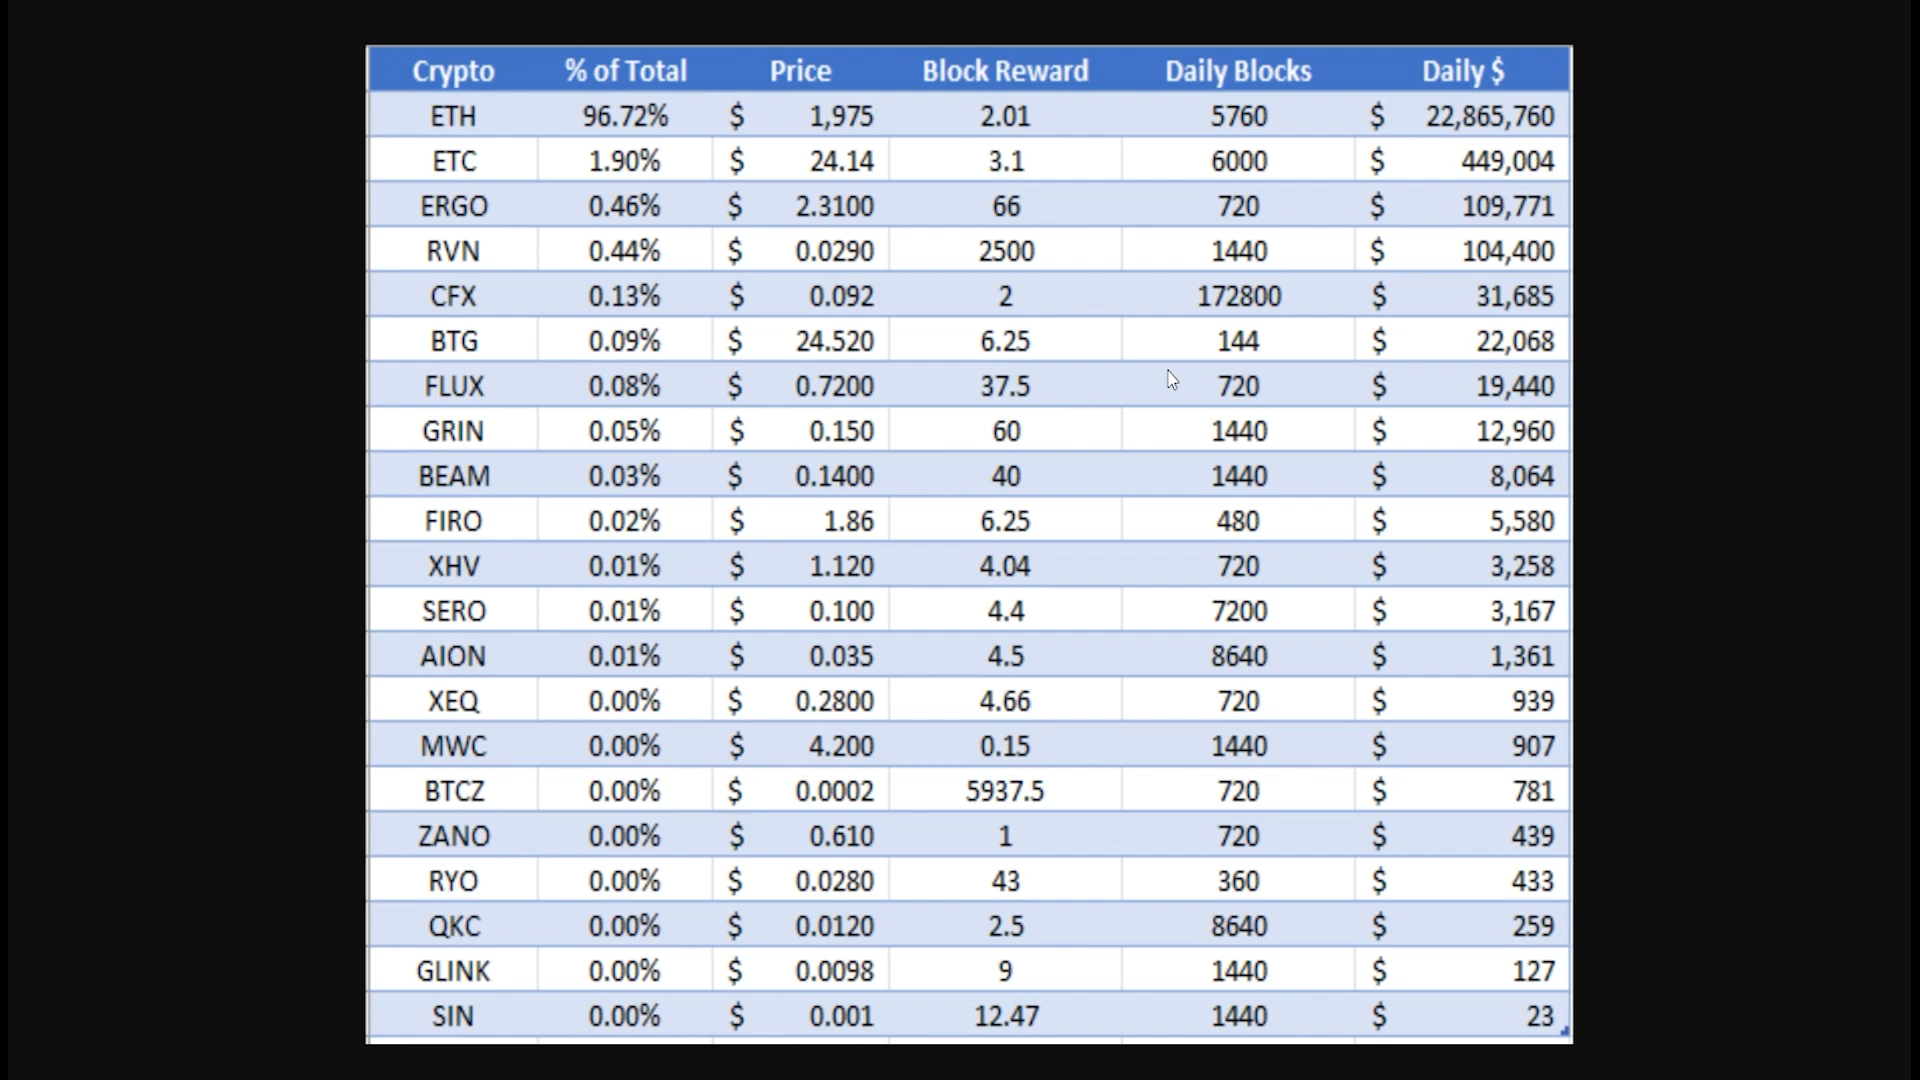 Crypto % of Total Price Block Reward Daily Blocks Daily $
ETH 96.72% $ 1,975 2.01 5760 $ 22,865,760
ETC 1.90% $ 24.14 3.1 6000 $ 449,004
ERGO 0.46% $ 2.3100 66 720 $ 109,771
RVN 0.44% $ 0.0290 2500 1440 $ 104,400
CFX 0.13% $ 0.092 2 172800 $ 31,685
BTG 0.09% $ 24.520 6.25 144 $ 22,068
FLUX 0.08% $ 0.7200 37.5 720 $ 19,440
GRIN 0.05% $ 0.150 60 1440 $ 12,960
BEAM 0.03% $ 0.1400 40 1440 $ 8,064
FIRO 0.02% $ 1.86 6.25 480 $ 5,580
XHV 0.01% $ 1.120 4.04 720 $ 3,258
SERO 0.01% $ 0.100 4.4 7200 $ 3,167
AION 0.01% $ 0.035 4.5 8640 $ 1,361
XEQ 0.00% $ 0.2800 4.66 720 $ 939
MWC 0.00% $ 4.200 0.15 1440 $ 907
BTCZ 0.00% $ 0.0002 5937.5 720 $ 781
ZANO 0.00% $ 0.610 1 720 $ 439
RYO 0.00% $ 0.0280 43 360 $ 433
QKC 0.00% $ 0.0120 2.5 8640 $ 259
GLINK 0.00% $ 0.0098 9 1440 $ 127
SIN 0.00% $ 0.001 12.47 1440 $ 23